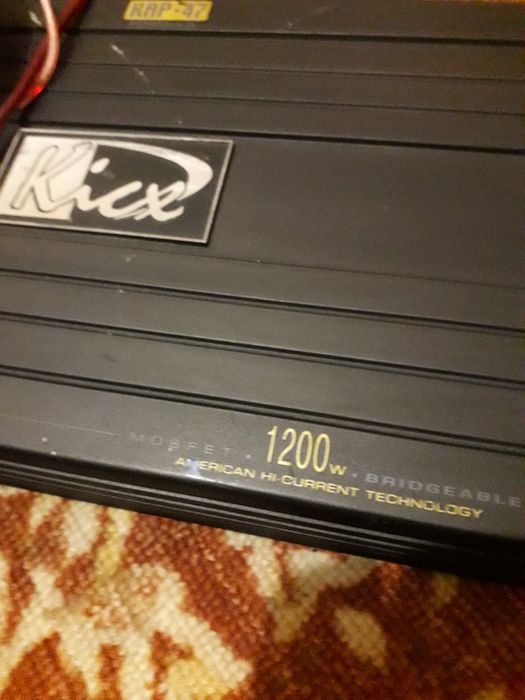 KAP-47
Kicx
MOSFET • 1200W • BRIDGEABLE
AMERICAN HI-CURRENT TECHNOLOGY